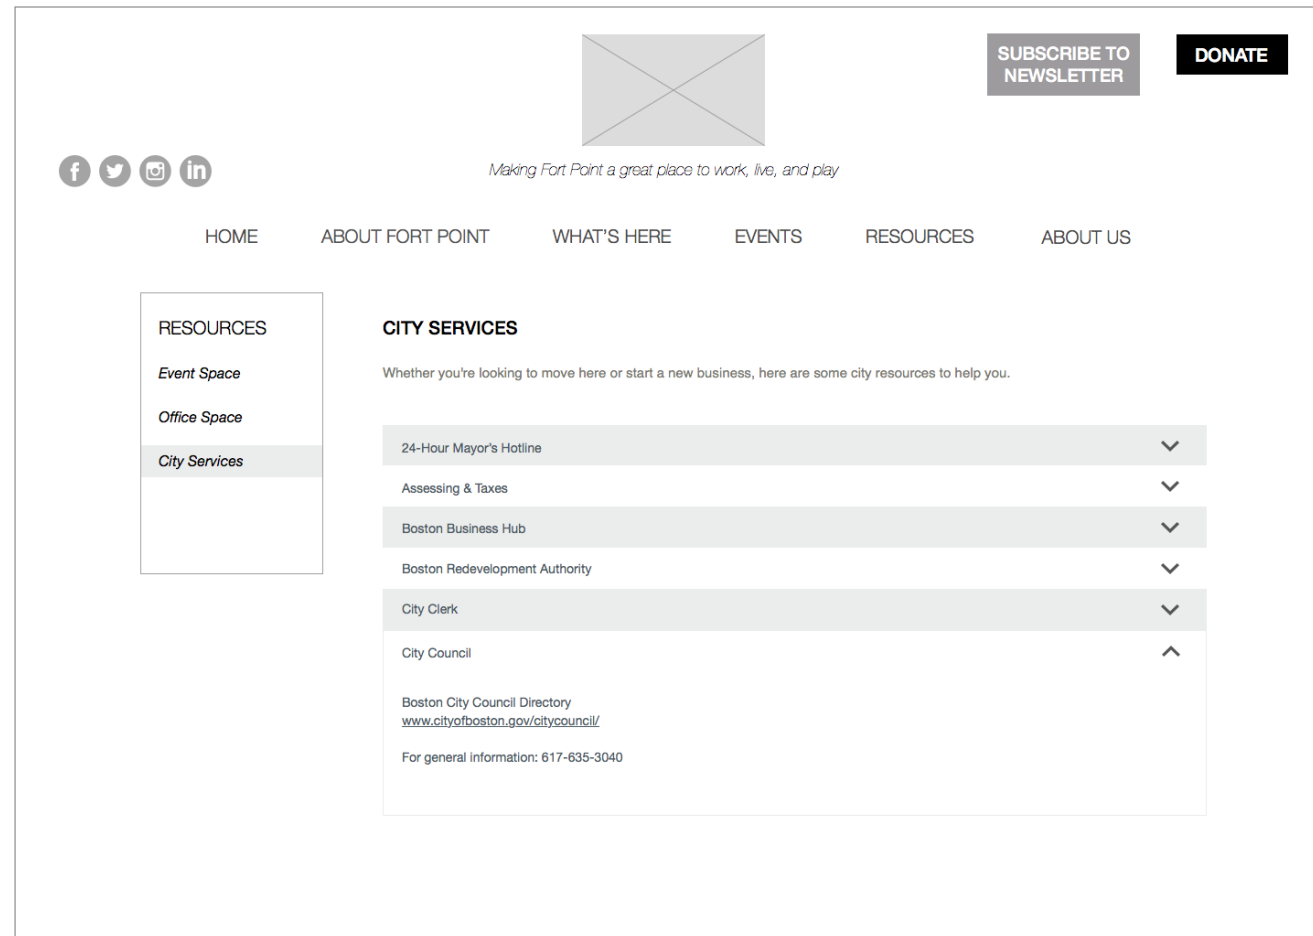 SUBSCRIBE TO
NEWSLETTER
DONATE
Making Fort Point a great place to work, live, and play
HOME ABOUT FORT POINT WHAT'S HERE EVENTS RESOURCES ABOUT US
RESOURCES
Event Space
Office Space
City Services
CITY SERVICES
Whether you're looking to move here or start a new business, here are some city resources to help you.
24-Hour Mayor's Hotline
Assessing & Taxes
Boston Business Hub
Boston Redevelopment Authority
City Clerk
City Council
Boston City Council Directory
www.cityofboston.gov/citycouncil/
For general information: 617-635-3040